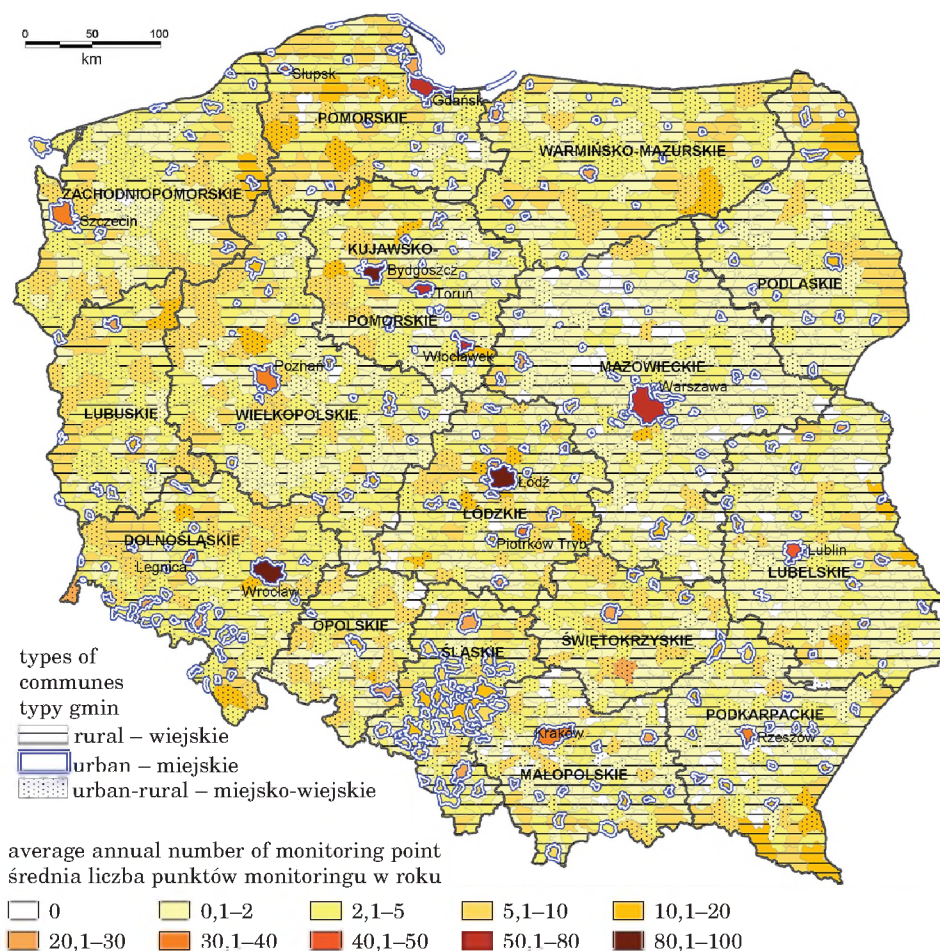 0 50 100
km
Słupsk
Gdańsk
POMORSKIE
WARMIŃSKO-MAZURSKIE
ZACHODNIOPOMORSKIE
Szczecin
KUJAWSKO-
Bydgoszcz
PODLASKIE
Toruń
POMORSKIE
Włocławek
Poznań
MAZOWIECKIE
Warszawa
LUBUSKIE
WIELKOPOLSKIE
Łódź
ŁÓDZKIE
DOLNOŚLĄSKIE
Piotrków Tryb
Legnica
Lublin
LUBELSKIE
Wrocław
OPOLSKIE
ŚWIĘTOKRZYSKIE
ŚLĄSKIE
types of
communes
typy gmin
rural – wiejskie
urban – miejskie
urban-rural – miejsko-wiejskie
PODKARPACKIE
Kraków
Rzeszów
MAŁOPOLSKIE
average annual number of monitoring point
średnia liczba punktów monitoringu w roku
0 0,1–2 2,1–5 5,1–10 10,1–20
20,1–30 30,1–40 40,1–50 50,1–80 80,1–100